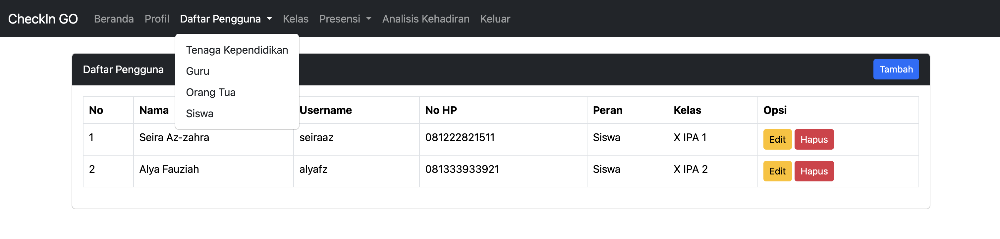 CheckIn GO Beranda Profil Daftar Pengguna Kelas Presensi Analisis Kehadiran Keluar
Tenaga Kependidikan
Guru
Orang Tua
Siswa
Daftar Pengguna Tambah
No Nama Username No HP Peran Kelas Opsi
1 Seira Az-zahra seiraaz 081222821511 Siswa X IPA 1 Edit Hapus
2 Alya Fauziah alyafz 081333933921 Siswa X IPA 2 Edit Hapus